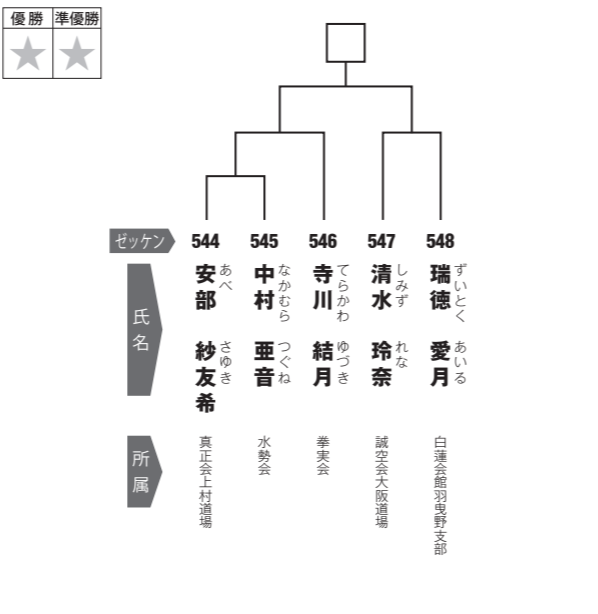 優勝 準優勝
ゼッケン 544 545 546 547 548
氏名
安部 紗友希
あべ さゆき
中村 亜音
なかむら つぐね
寺川 結月
てらかわ ゆづき
清水 玲奈
しみず れな
瑞徳 愛月
ずいとく あいる
所属
真正会上村道場
水勢会
拳実会
誠空会大阪道場
白蓮会館羽曳野支部